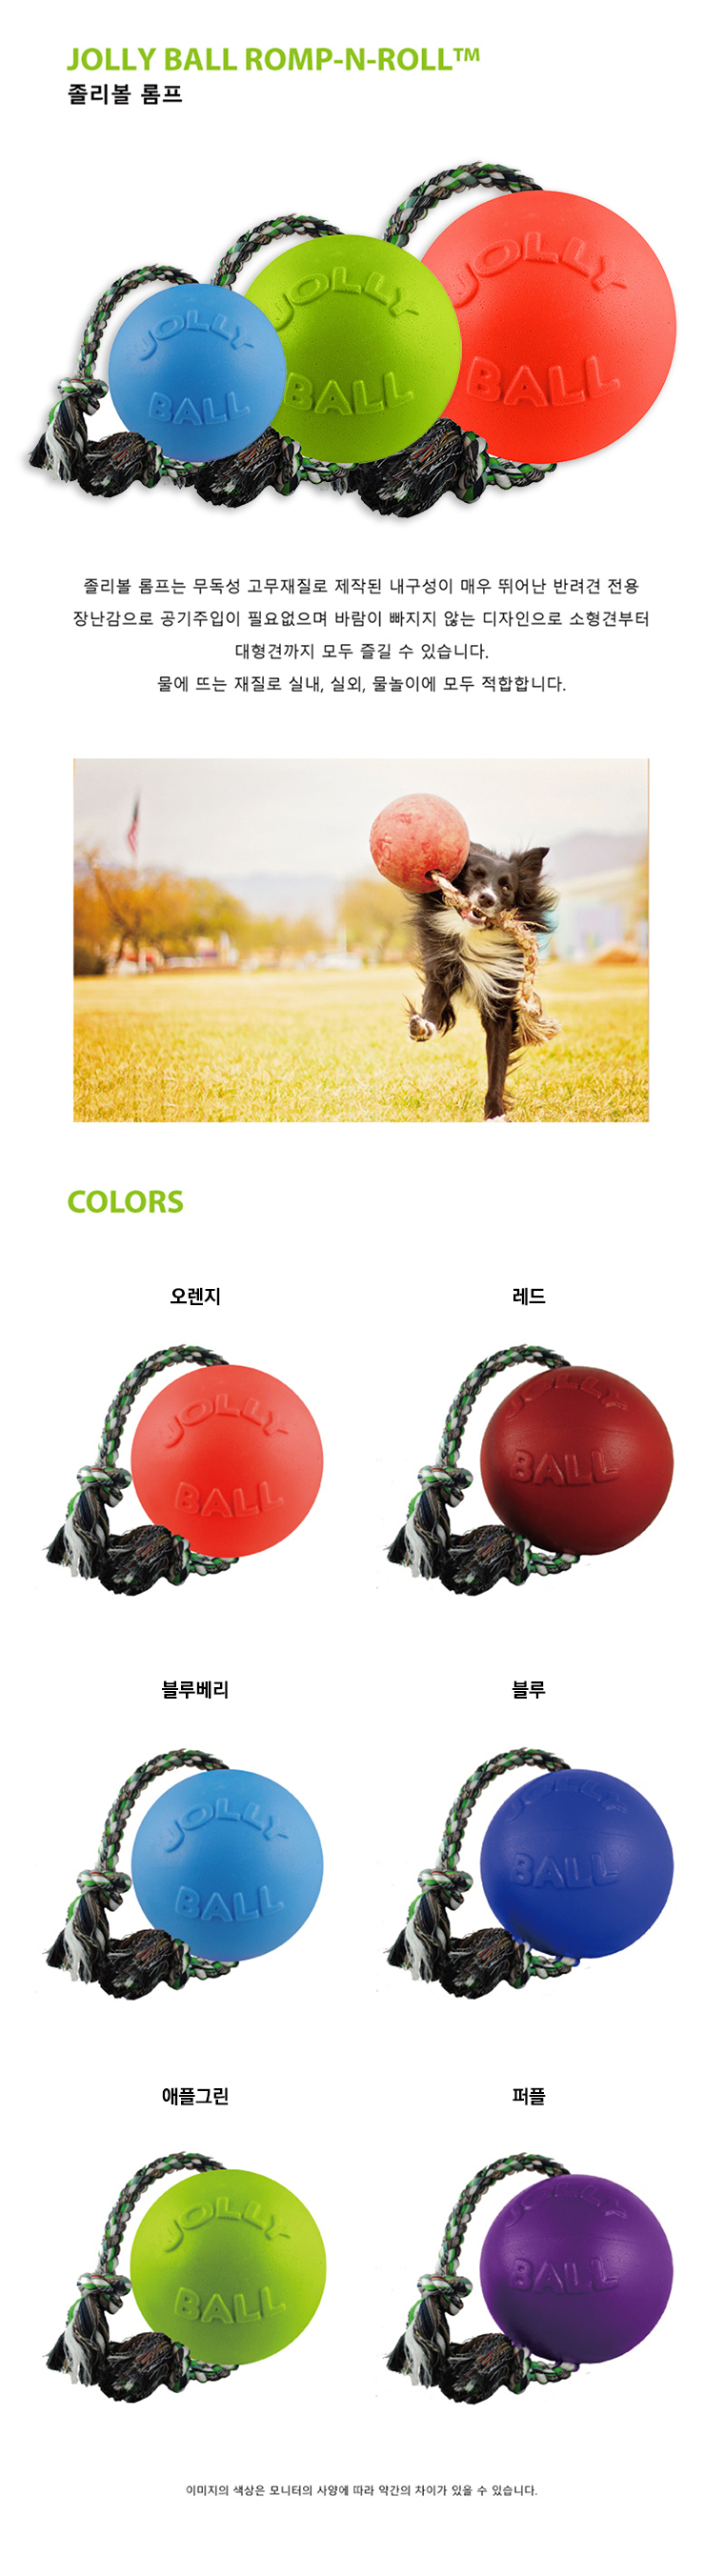 JOLLY BALL ROMP-N-ROLL™
졸리볼 롬프
JOLLY
BALL
JOLLY
BALL
JOLLY
BALL
졸리볼 롬프는 무독성 고무재질로 제작된 내구성이 매우 뛰어난 반려견 전용
장난감으로 공기주입이 필요없으며 바람이 빠지지 않는 디자인으로 소형견부터
대형견까지 모두 즐길 수 있습니다.
물에 뜨는 재질로 실내, 실외, 물놀이에 모두 적합합니다.
COLORS
오렌지
레드
JOLLY
BALL
JOLLY
BALL
블루베리
블루
JOLLY
BALL
JOLLY
BALL
애플그린
퍼플
JOLLY
BALL
JOLLY
BALL
이미지의 색상은 모니터의 사양에 따라 약간의 차이가 있을 수 있습니다.